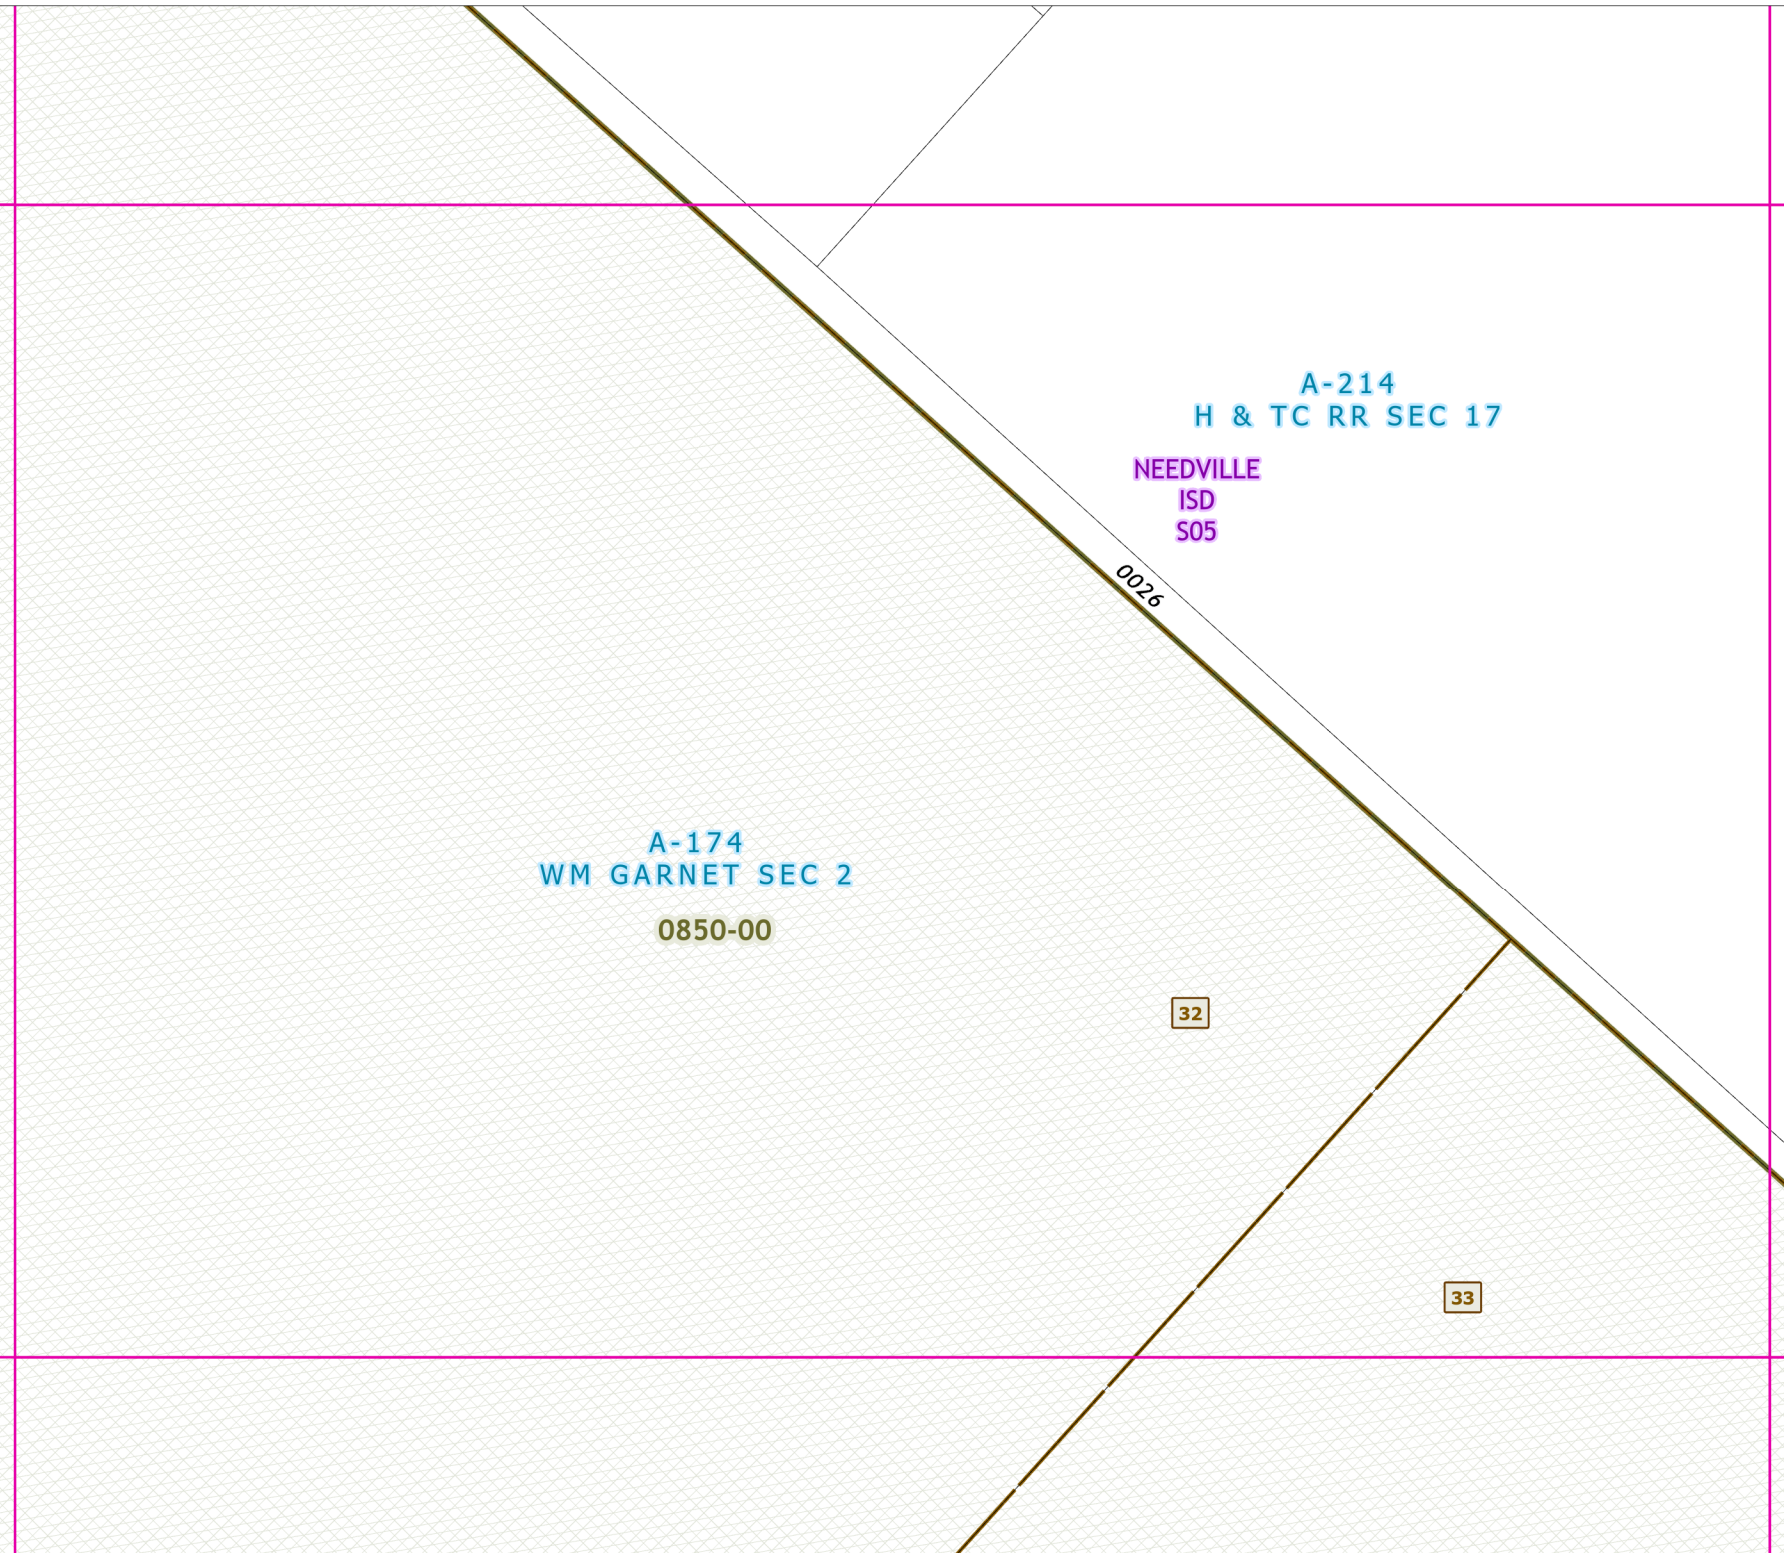 A-214
H & TC RR SEC 17
NEEDVILLE
ISD
S05
0026
A-174
WM GARNET SEC 2
0850-00
32
33